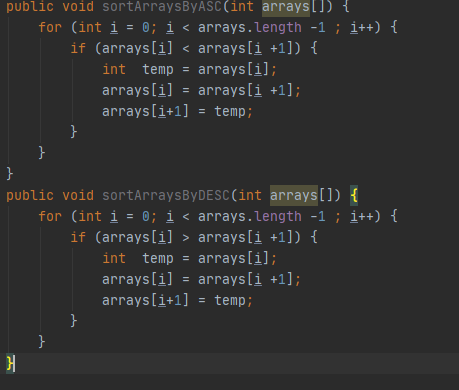 public void sortArraysByASC(int arrays[]) {
    for (int i = 0; i < arrays.length -1 ; i++) {
        if (arrays[i] < arrays[i +1]) {
            int  temp = arrays[i];
            arrays[i] = arrays[i +1];
            arrays[i+1] = temp;
        }
    }
}
public void sortArraysByDESC(int arrays[]) {
    for (int i = 0; i < arrays.length -1 ; i++) {
        if (arrays[i] > arrays[i +1]) {
            int  temp = arrays[i];
            arrays[i] = arrays[i +1];
            arrays[i+1] = temp;
        }
    }
}